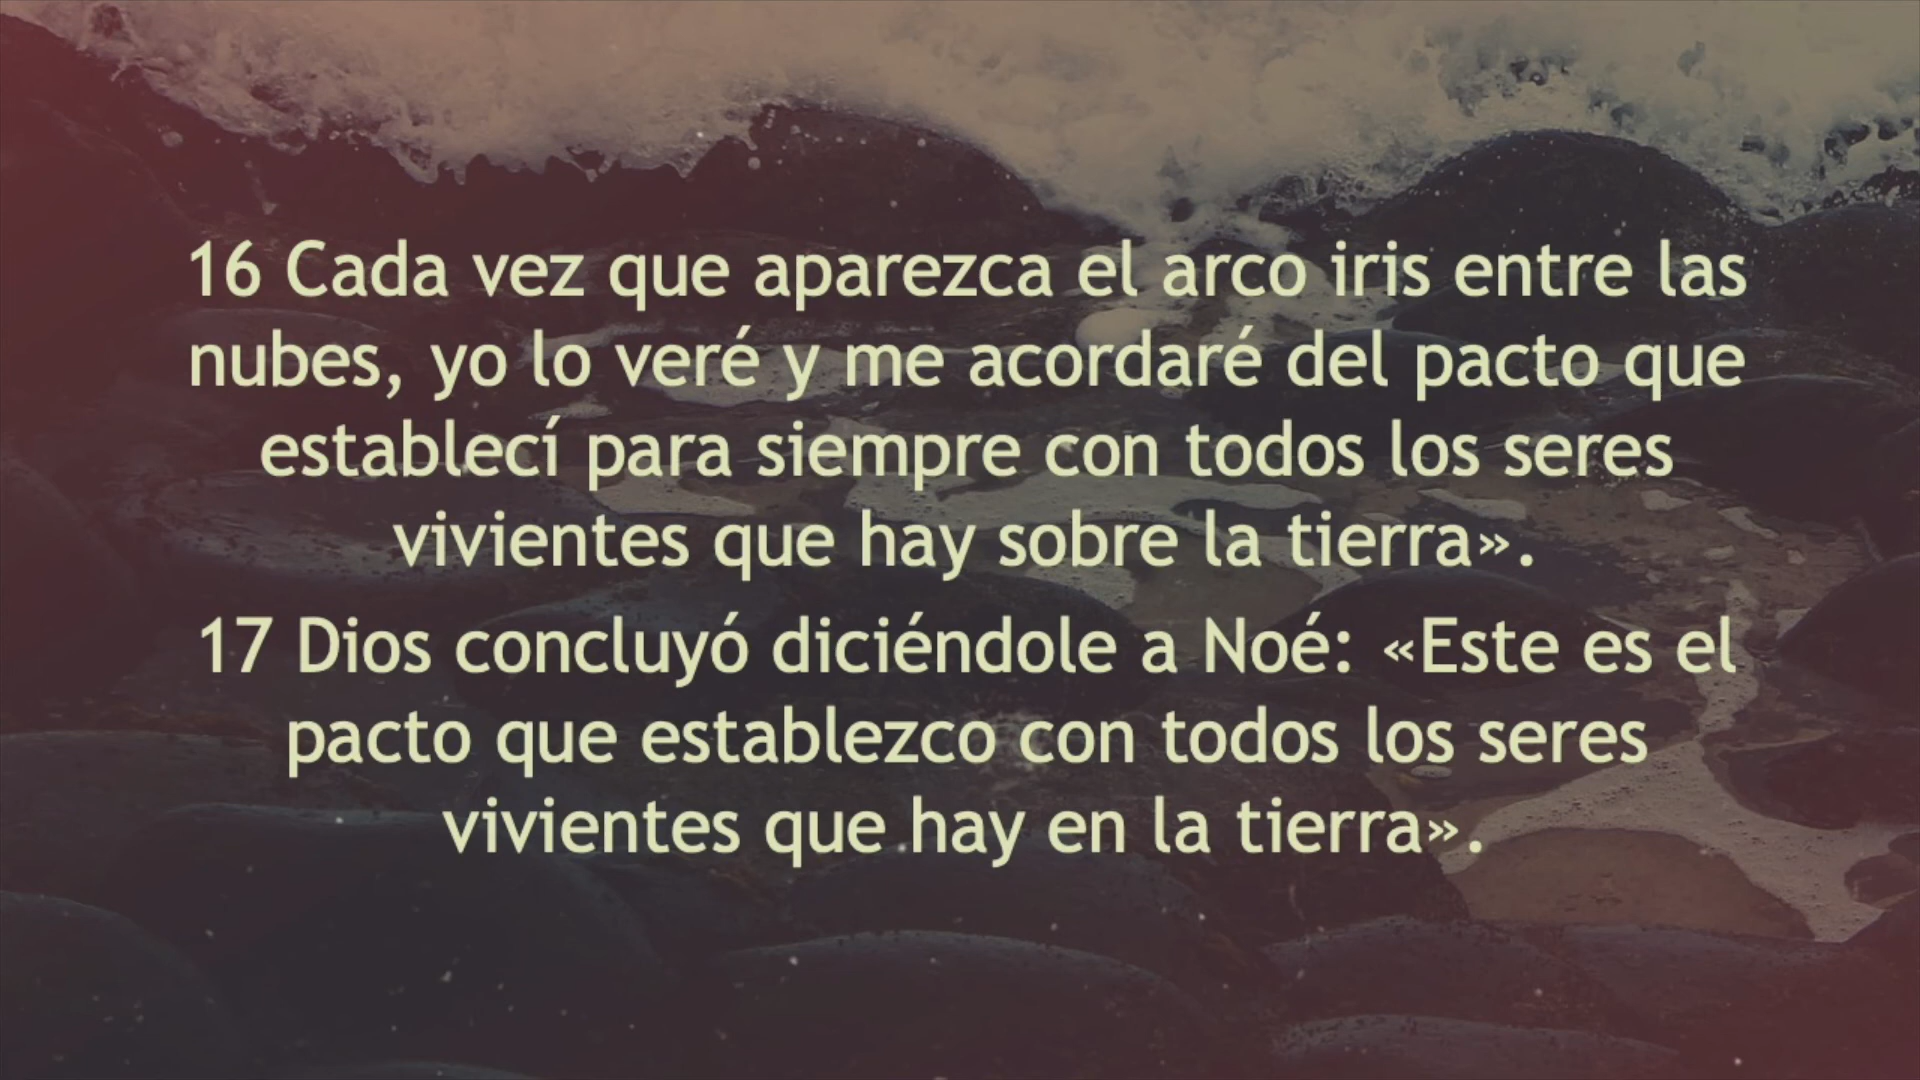 16 Cada vez que aparezca el arco iris entre las
nubes, yo lo veré y me acordaré del pacto que
establecí para siempre con todos los seres
vivientes que hay sobre la tierra».
17 Dios concluyó diciéndole a Noé: «Este es el
pacto que establezco con todos los seres
vivientes que hay en la tierra».